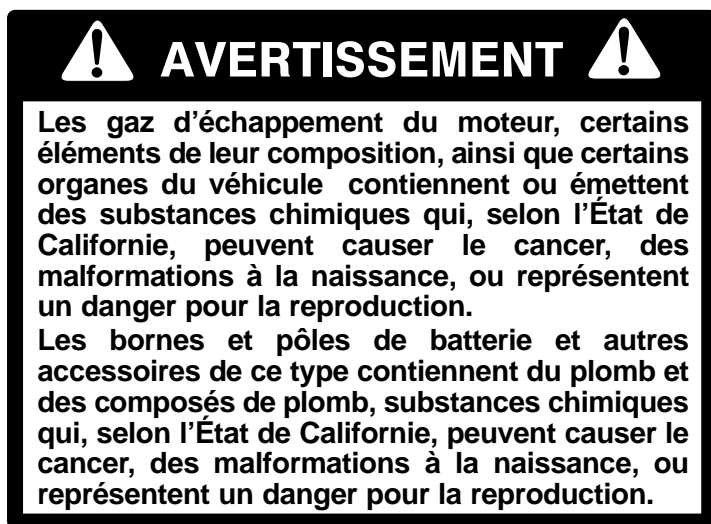 AVERTISSEMENT
Les gaz d'échappement du moteur, certains
éléments de leur composition, ainsi que certains
organes du véhicule contiennent ou émettent
des substances chimiques qui, selon l'État de
Californie, peuvent causer le cancer, des
malformations à la naissance, ou représentent
un danger pour la reproduction.
Les bornes et pôles de batterie et autres
accessoires de ce type contiennent du plomb et
des composés de plomb, substances chimiques
qui, selon l'État de Californie, peuvent causer le
cancer, des malformations à la naissance, ou
représentent un danger pour la reproduction.